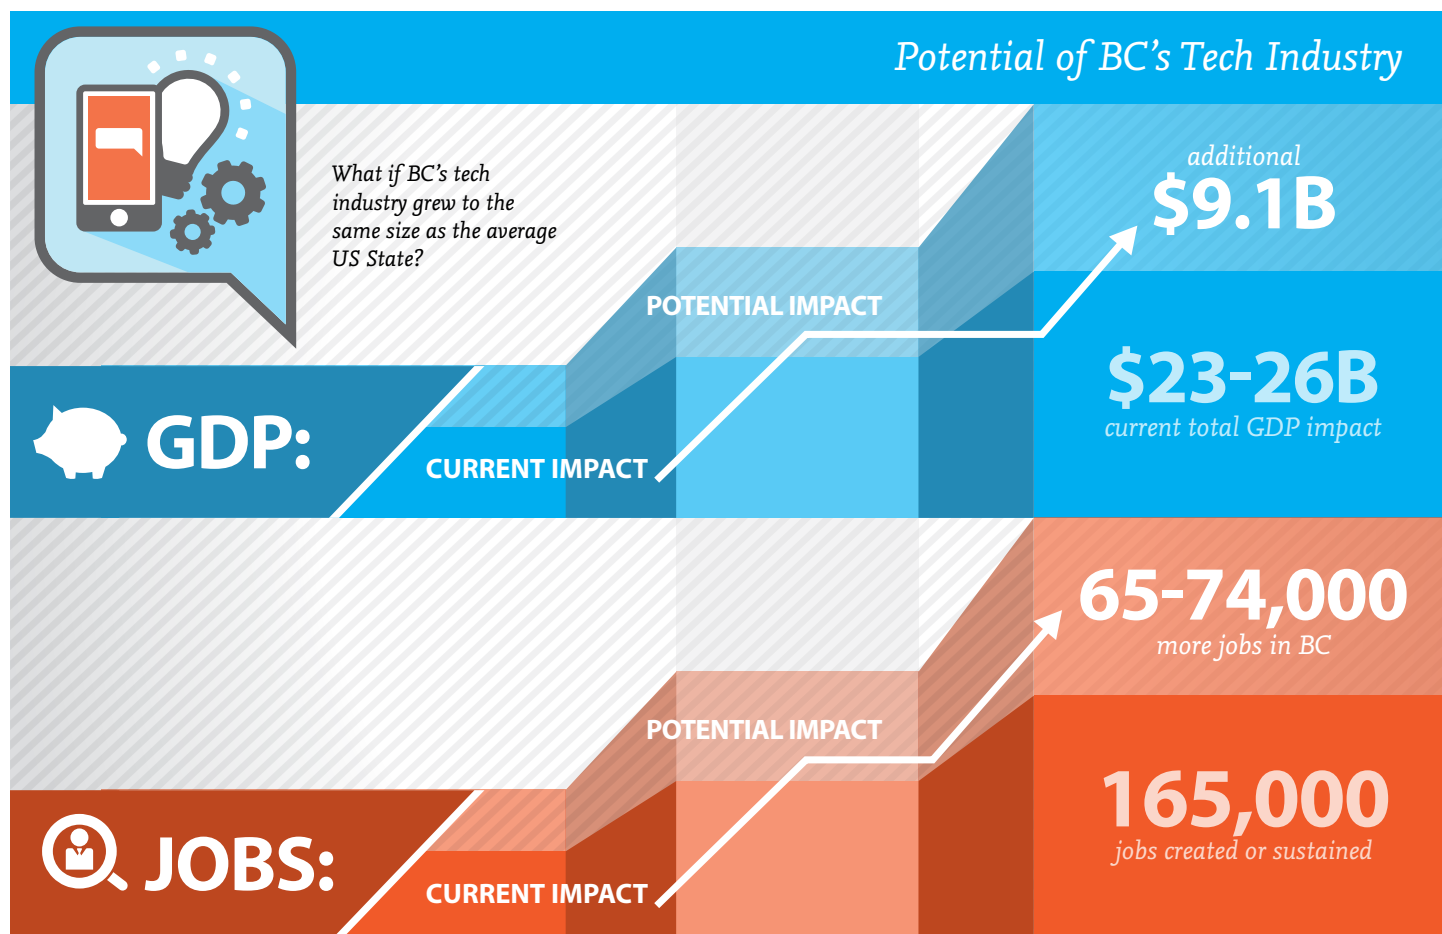 Potential of BC's Tech Industry
What if BC's tech
industry grew to the
same size as the average
US State?
additional
$9.1B
POTENTIAL IMPACT
$23-26B
current total GDP impact
GDP:
CURRENT IMPACT
65-74,000
more jobs in BC
POTENTIAL IMPACT
165,000
jobs created or sustained
JOBS:
CURRENT IMPACT